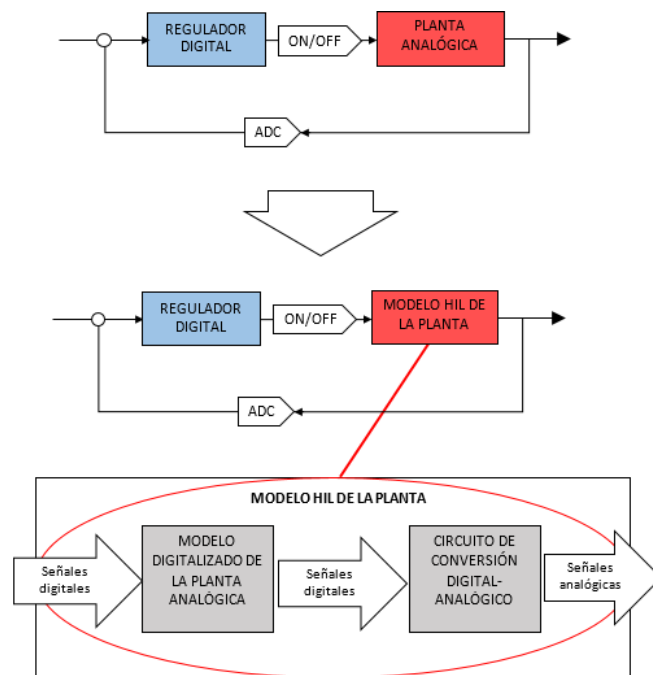 REGULADOR
DIGITAL
ON/OFF
PLANTA
ANALÓGICA
ADC
REGULADOR
DIGITAL
ON/OFF
MODELO HIL DE
LA PLANTA
ADC
MODELO HIL DE LA PLANTA
Señales
digitales
MODELO
DIGITALIZADO DE
LA PLANTA
ANALÓGICA
Señales
digitales
CIRCUITO DE
CONVERSIÓN
DIGITAL-
ANALÓGICO
Señales
analógicas